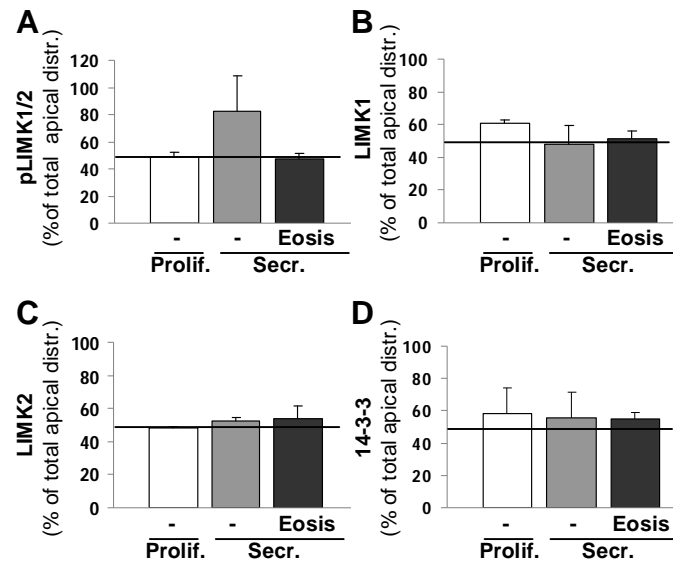 A
pLIMK1/2
(%of total apical distr.)
120
100
80
60
40
20
0
- - Eosis
Prolif. Secr.
B
LIMK1
(% of total apical distr.)
100
80
60
40
20
0
- - Eosis
Prolif. Secr.
C
LIMK2
(% of total apical distr.)
100
80
60
40
20
0
- - Eosis
Prolif. Secr.
D
14-3-3
(% of total apical distr.)
100
80
60
40
20
0
- - Eosis
Prolif. Secr.